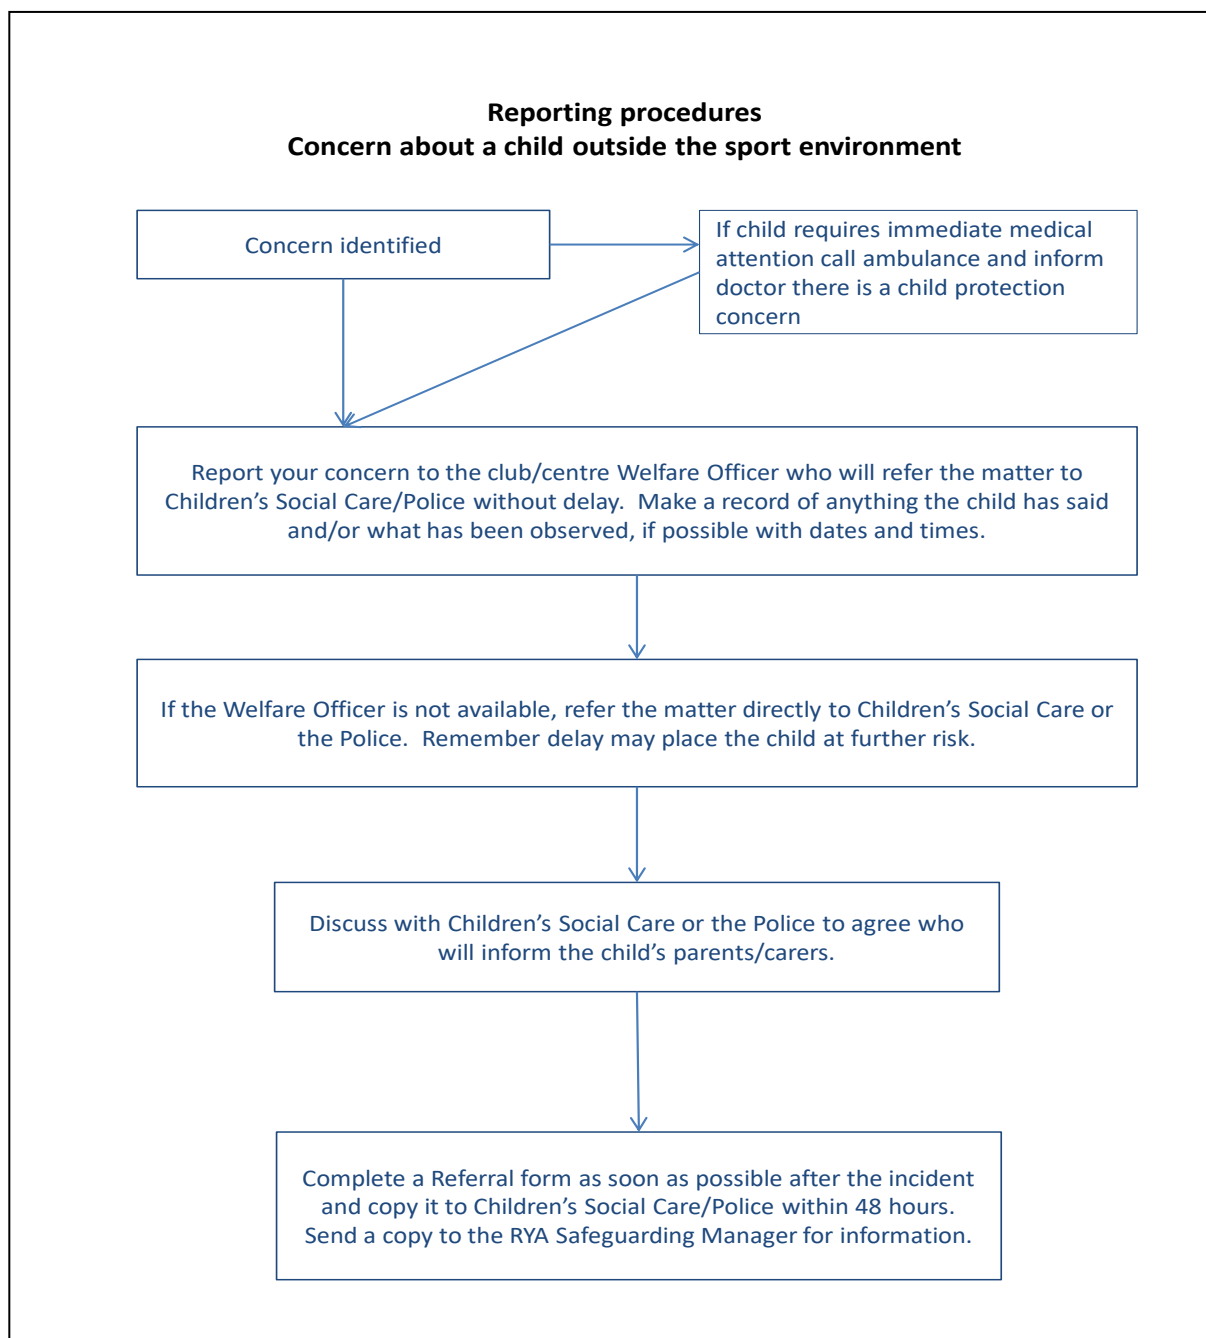 Reporting procedures
Concern about a child outside the sport environment
Concern identified
If child requires immediate medical
attention call ambulance and inform
doctor there is a child protection
concern
Report your concern to the club/centre Welfare Officer who will refer the matter to
Children’s Social Care/Police without delay.  Make a record of anything the child has said
and/or what has been observed, if possible with dates and times.
If the Welfare Officer is not available, refer the matter directly to Children’s Social Care or
the Police.  Remember delay may place the child at further risk.
Discuss with Children’s Social Care or the Police to agree who
will inform the child’s parents/carers.
Complete a Referral form as soon as possible after the incident
and copy it to Children’s Social Care/Police within 48 hours.
Send a copy to the RYA Safeguarding Manager for information.